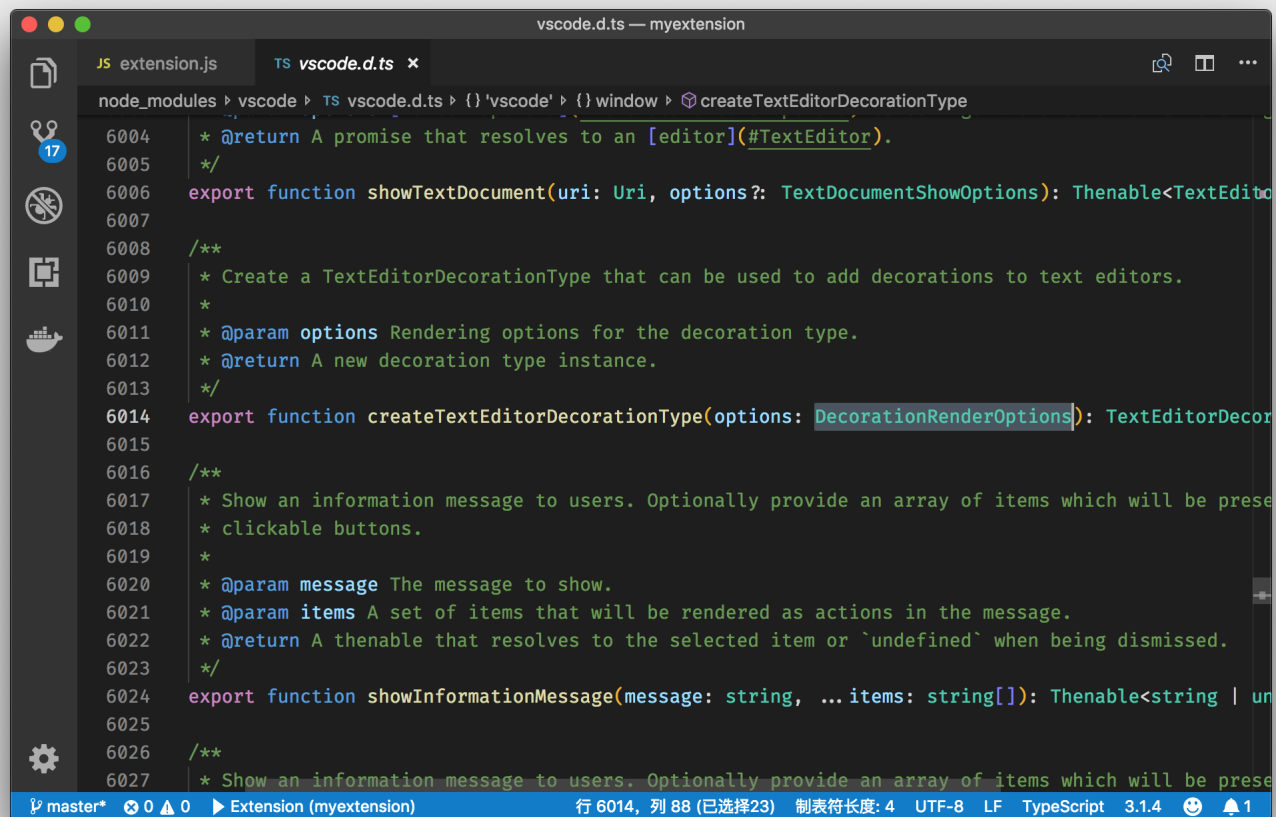 vscode.d.ts — myextension
JS extension.js TS vscode.d.ts ×
node_modules vscode TS vscode.d.ts {} 'vscode' {} window createTextEditorDecorationType
17
6004 * @return A promise that resolves to an [editor](#TextEditor).
6005 */
6006 export function showTextDocument(uri: Uri, options?: TextDocumentShowOptions): Thenable<TextEdito
6007
6008 /**
6009 * Create a TextEditorDecorationType that can be used to add decorations to text editors.
6010 *
6011 * @param options Rendering options for the decoration type.
6012 * @return A new decoration type instance.
6013 */
6014 export function createTextEditorDecorationType(options: DecorationRenderOptions): TextEditorDecor
6015
6016 /**
6017 * Show an information message to users. Optionally provide an array of items which will be prese
6018 * clickable buttons.
6019 *
6020 * @param message The message to show.
6021 * @param items A set of items that will be rendered as actions in the message.
6022 * @return A thenable that resolves to the selected item or `undefined` when being dismissed.
6023 */
6024 export function showInformationMessage(message: string, ...items: string[]): Thenable<string | un
6025
6026 /**
6027 * Show an information message to users. Optionally provide an array of items which will be prese
master* 0 0 Extension (myextension) 行 6014，列 88 (已选择23) 制表符长度: 4 UTF-8 LF TypeScript 3.1.4 1